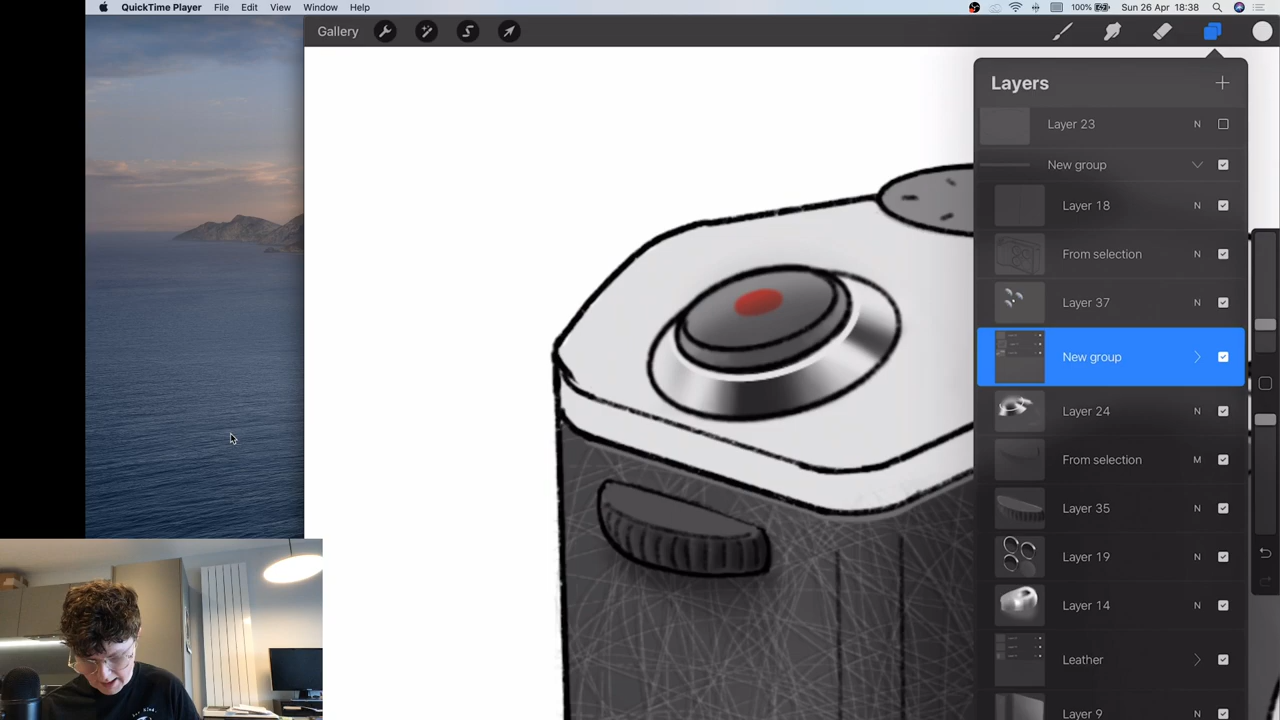 QuickTime Player File Edit View Window Help 100% Sun 26 Apr 18:38
Gallery
Layers
Layer 23 N
New group
Layer 18 N
From selection N
Layer 37 N
New group
Layer 24 N
From selection M
Layer 35 N
Layer 19 N
Layer 14 N
Leather
Layer 9 N